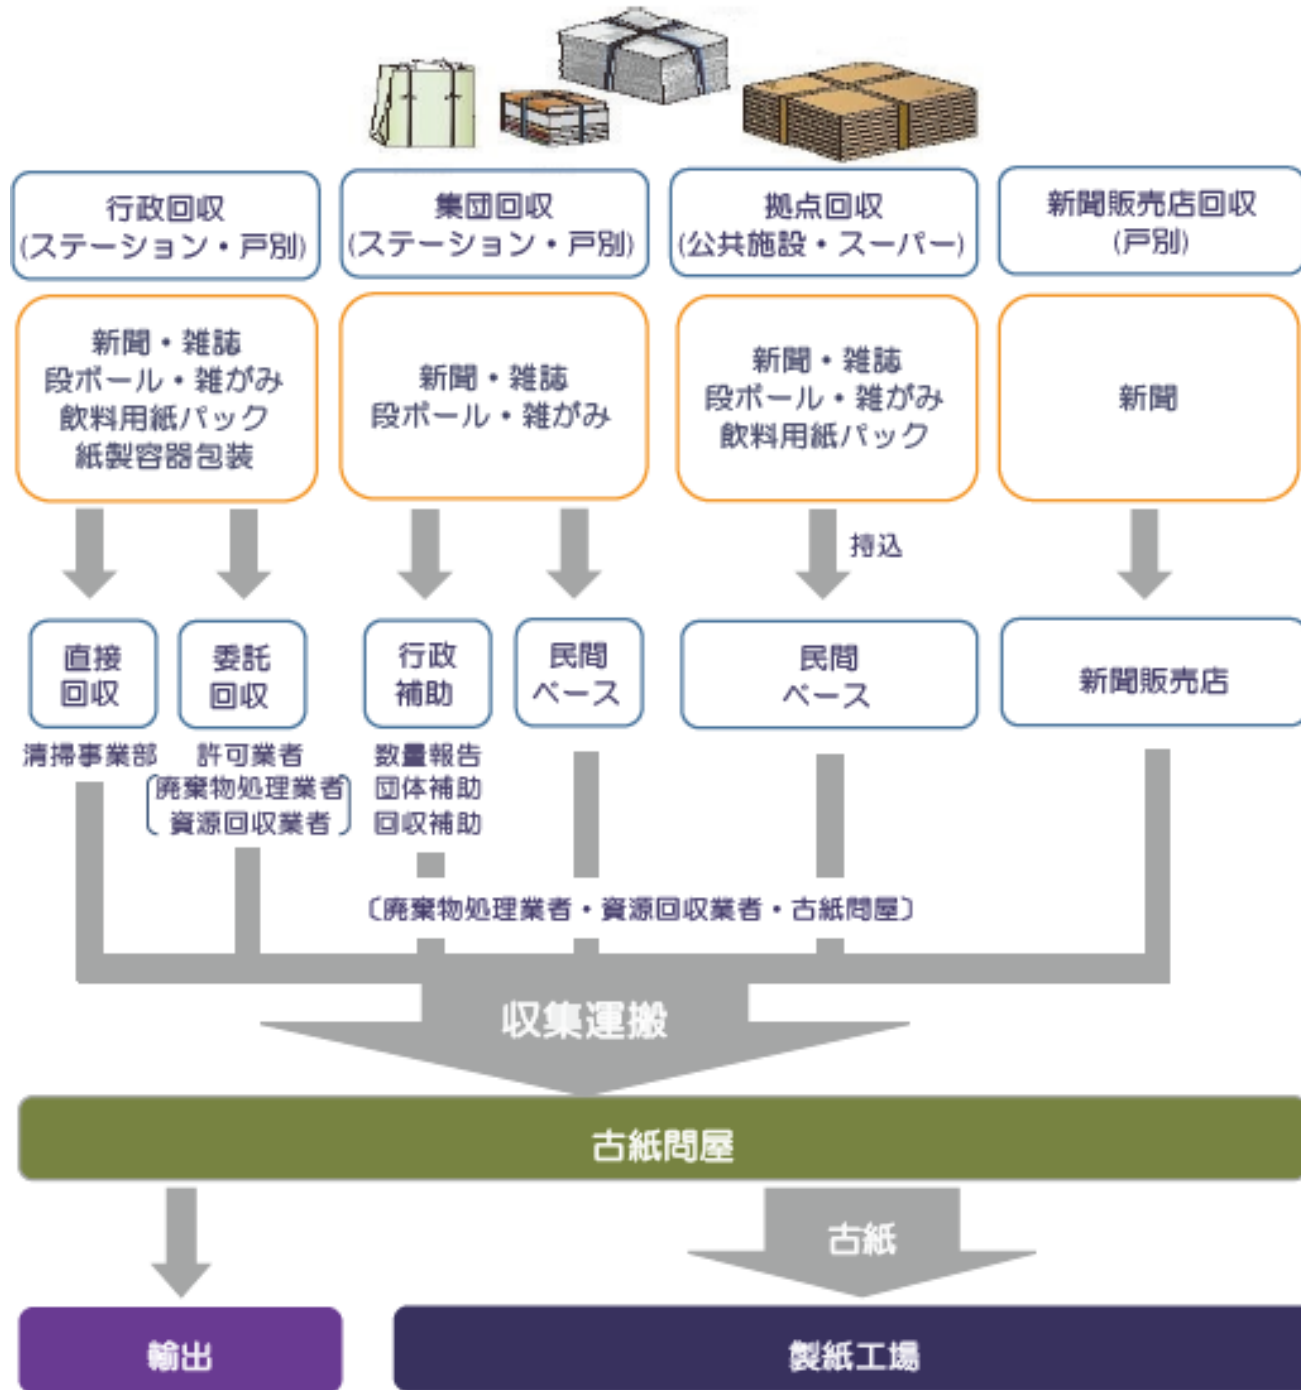 行政回収
(ステーション・戸別)
集団回収
(ステーション・戸別)
拠点回収
(公共施設・スーパー)
新聞販売店回収
(戸別)
新聞・雑誌
段ボール・雑がみ
飲料用紙パック
紙製容器包装
新聞・雑誌
段ボール・雑がみ
新聞・雑誌
段ボール・雑がみ
飲料用紙パック
新聞
持込
直接
回収
委託
回収
行政
補助
民間
ベース
民間
ベース
新聞販売店
清掃事業部
許可業者
廃棄物処理業者
資源回収業者
数量報告
団体補助
回収補助
〔廃棄物処理業者・資源回収業者・古紙問屋〕
収集運搬
古紙問屋
古紙
輸出
製紙工場